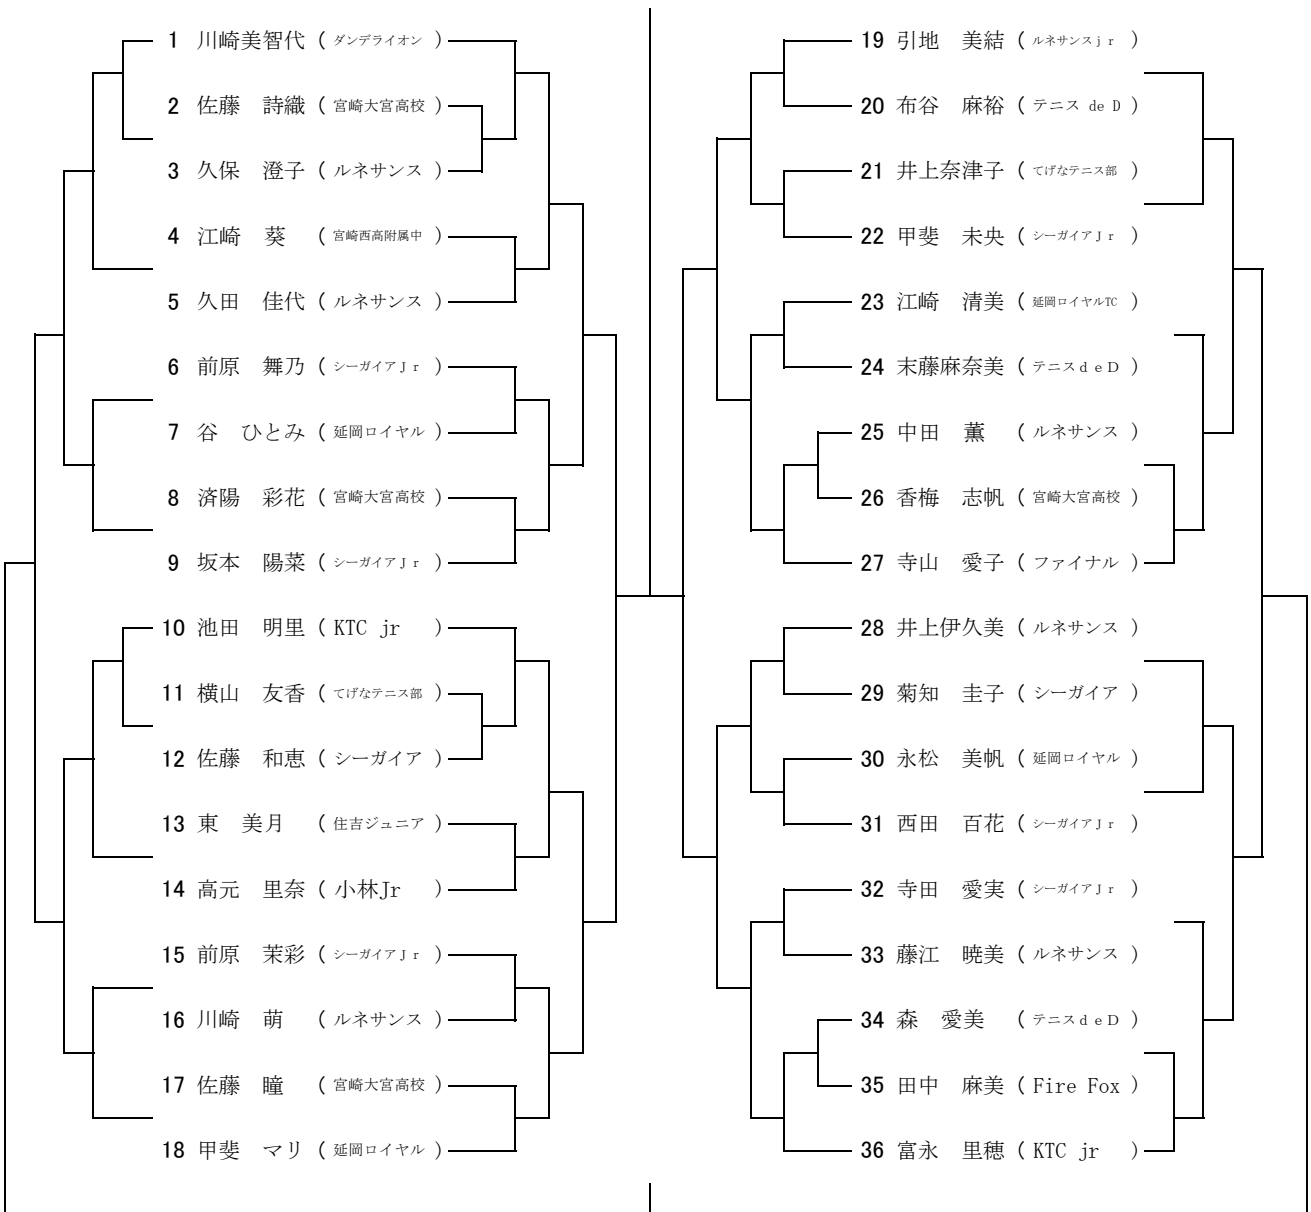 1 川崎美智代 ( ダンデライオン )
2 佐藤　詩織 ( 宮崎大宮高校 )
3 久保　澄子 ( ルネサンス )
4 江崎　葵 ( 宮崎西高附属中 )
5 久田　佳代 ( ルネサンス )
6 前原　舞乃 ( シーガイアＪｒ )
7 谷　ひとみ ( 延岡ロイヤル )
8 済陽　彩花 ( 宮崎大宮高校 )
9 坂本　陽菜 ( シーガイアＪｒ )
10 池田　明里 ( KTC jr )
11 横山　友香 ( てげなテニス部 )
12 佐藤　和恵 ( シーガイア )
13 東　美月 ( 住吉ジュニア )
14 高元　里奈 ( 小林Jr )
15 前原　茉彩 ( シーガイアＪｒ )
16 川崎　萌 ( ルネサンス )
17 佐藤　瞳 ( 宮崎大宮高校 )
18 甲斐　マリ ( 延岡ロイヤル )
19 引地　美結 ( ルネサンスｊｒ )
20 布谷　麻裕 ( テニス de D )
21 井上奈津子 ( てげなテニス部 )
22 甲斐　未央 ( シーガイアＪｒ )
23 江崎　清美 ( 延岡ロイヤルTC )
24 末藤麻奈美 ( テニスｄｅＤ )
25 中田　薫 ( ルネサンス )
26 香梅　志帆 ( 宮崎大宮高校 )
27 寺山　愛子 ( ファイナル )
28 井上伊久美 ( ルネサンス )
29 菊知　圭子 ( シーガイア )
30 永松　美帆 ( 延岡ロイヤル )
31 西田　百花 ( シーガイアＪｒ )
32 寺田　愛実 ( シーガイアＪｒ )
33 藤江　暁美 ( ルネサンス )
34 森　愛美 ( テニスｄｅＤ )
35 田中　麻美 ( Fire Fox )
36 富永　里穂 ( KTC jr )